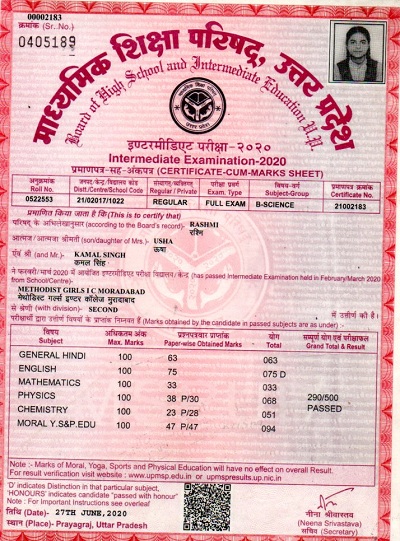 00002183
क्रमांक (Sr. No.)
0405189
माध्यमिक शिक्षा परिषद्, उत्तर प्रदेश
Board of High School and Intermediate Education, U.P.
इण्टरमीडिएट परीक्षा-२०२०
Intermediate Examination-2020
प्रमाणपत्र-सह-अंकपत्र (CERTIFICATE-CUM-MARKS SHEET)
अनुक्रमांक जनपद/केन्द्र/विद्यालय कोड संस्थागत/व्यक्तिगत परीक्षा प्रकार विषय-वर्ग प्रमाणपत्र क्रमांक
Roll No. Distt./Centre/School Code Regular / Private Exam. Type Subject-Group Certificate No.
0522553 21/02017/1022 REGULAR FULL EXAM B-SCIENCE 21002183
प्रमाणित किया जाता है कि (This is to certify that)
परिषद् के अभिलेखानुसार (according to the Board's record)- RASHMI
रश्मि
आत्मज / आत्मजा श्रीमती (son/daughter of Mrs.)- USHA
ऊषा
एवं श्री (and Mr.)- KAMAL SINGH
कमल सिंह
ने फरवरी/मार्च 2020 में आयोजित इण्टरमीडिएट परीक्षा विद्यालय / केन्द्र (has passed Intermediate Examination held in February/March 2020
from School/Centre)-
METHODIST GIRLS I C MORADABAD
मेथोडिस्ट गर्ल्स इण्टर कॉलेज मुरादाबाद
से श्रेणी (with division)- SECOND में उत्तीर्ण की है।
परीक्षार्थी द्वारा उत्तीर्ण विषयों के प्राप्तांक निम्नवत हैं (Marks obtained by the candidate in passed subjects are as under) :-
विषय अधिकतम अंक प्रश्नपत्रवार प्राप्तांक योग सम्पूर्ण योग एवं परीक्षाफल
Subject Max. Marks Paper-wise Obtained Marks Total Grand Total & Result
GENERAL HINDI 100 63 063
ENGLISH 100 75 075 D
MATHEMATICS 100 33 033
PHYSICS 100 38 P/30 068 290/500
CHEMISTRY 100 23 P/28 051 PASSED
MORAL Y.S&P.EDU 100 47 P/47 094
Note :- Marks of Moral, Yoga, Sports and Physical Education will have no effect on overall Result.
For result verification visit website : www.upmsp.edu.in or upmspresults.up.nic.in
'D' indicates Distinction in that particular subject,
'HONOURS' indicates candidate "passed with honour"
Note : For Important Instructions see overleaf
तिथि (Date)- 27TH JUNE, 2020
स्थान (Place)- Prayagraj, Uttar Pradesh
नीना श्रीवास्तव
(Neena Srivastava)
सचिव (Secretary)